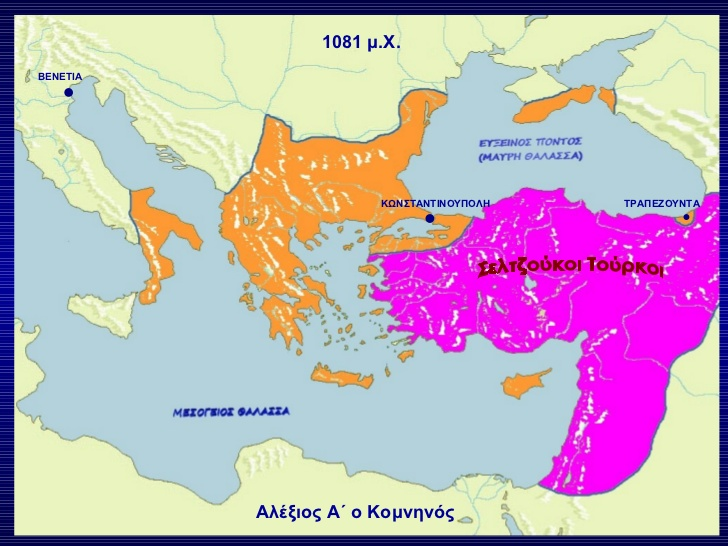 1081 μ.Χ.
ΒΕΝΕΤΙΑ
ΕΥΞΕΙΝΟΣ ΠΟΝΤΟΣ
(ΜΑΥΡΗ ΘΑΛΑΣΣΑ)
ΚΩΝΣΤΑΝΤΙΝΟΥΠΟΛΗ
ΤΡΑΠΕΖΟΥΝΤΑ
Σελτζούκοι Τούρκοι
ΜΕΣΟΓΕΙΟΣ ΘΑΛΑΣΣΑ
Αλέξιος Α΄ ο Κομνηνός